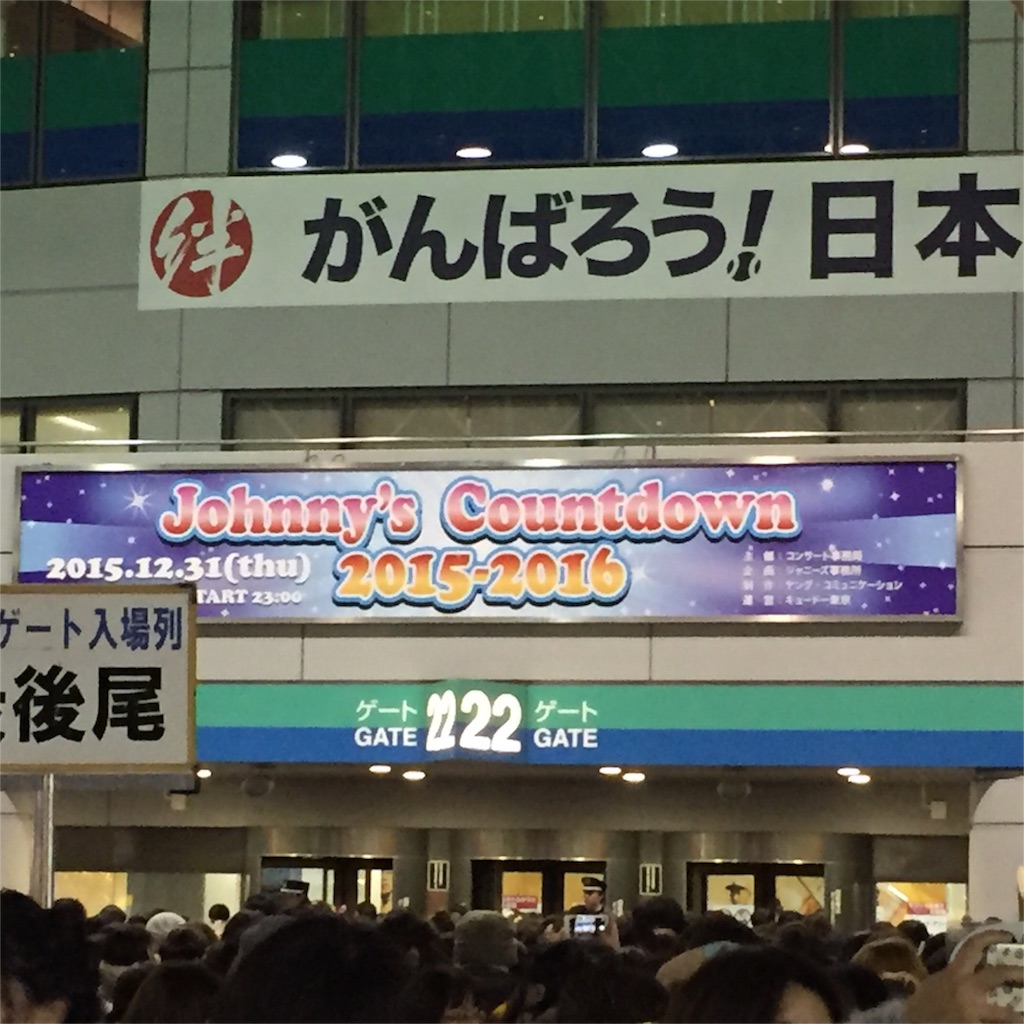 絆 がんばろう!日本
Johnny's Countdown
2015-2016
2015.12.31(thu)
START 23:00
主 催:コンサート事務局
企 画:ジャニーズ事務所
制 作:ヤング・コミュニケーション
運 営:キョードー東京
ゲート入場列
最後尾
ゲート 22 22 ゲート
GATE GATE